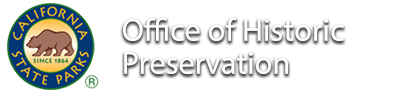 CALIFORNIA
SINCE 1864
STATE PARKS
®
Office of Historic
Preservation